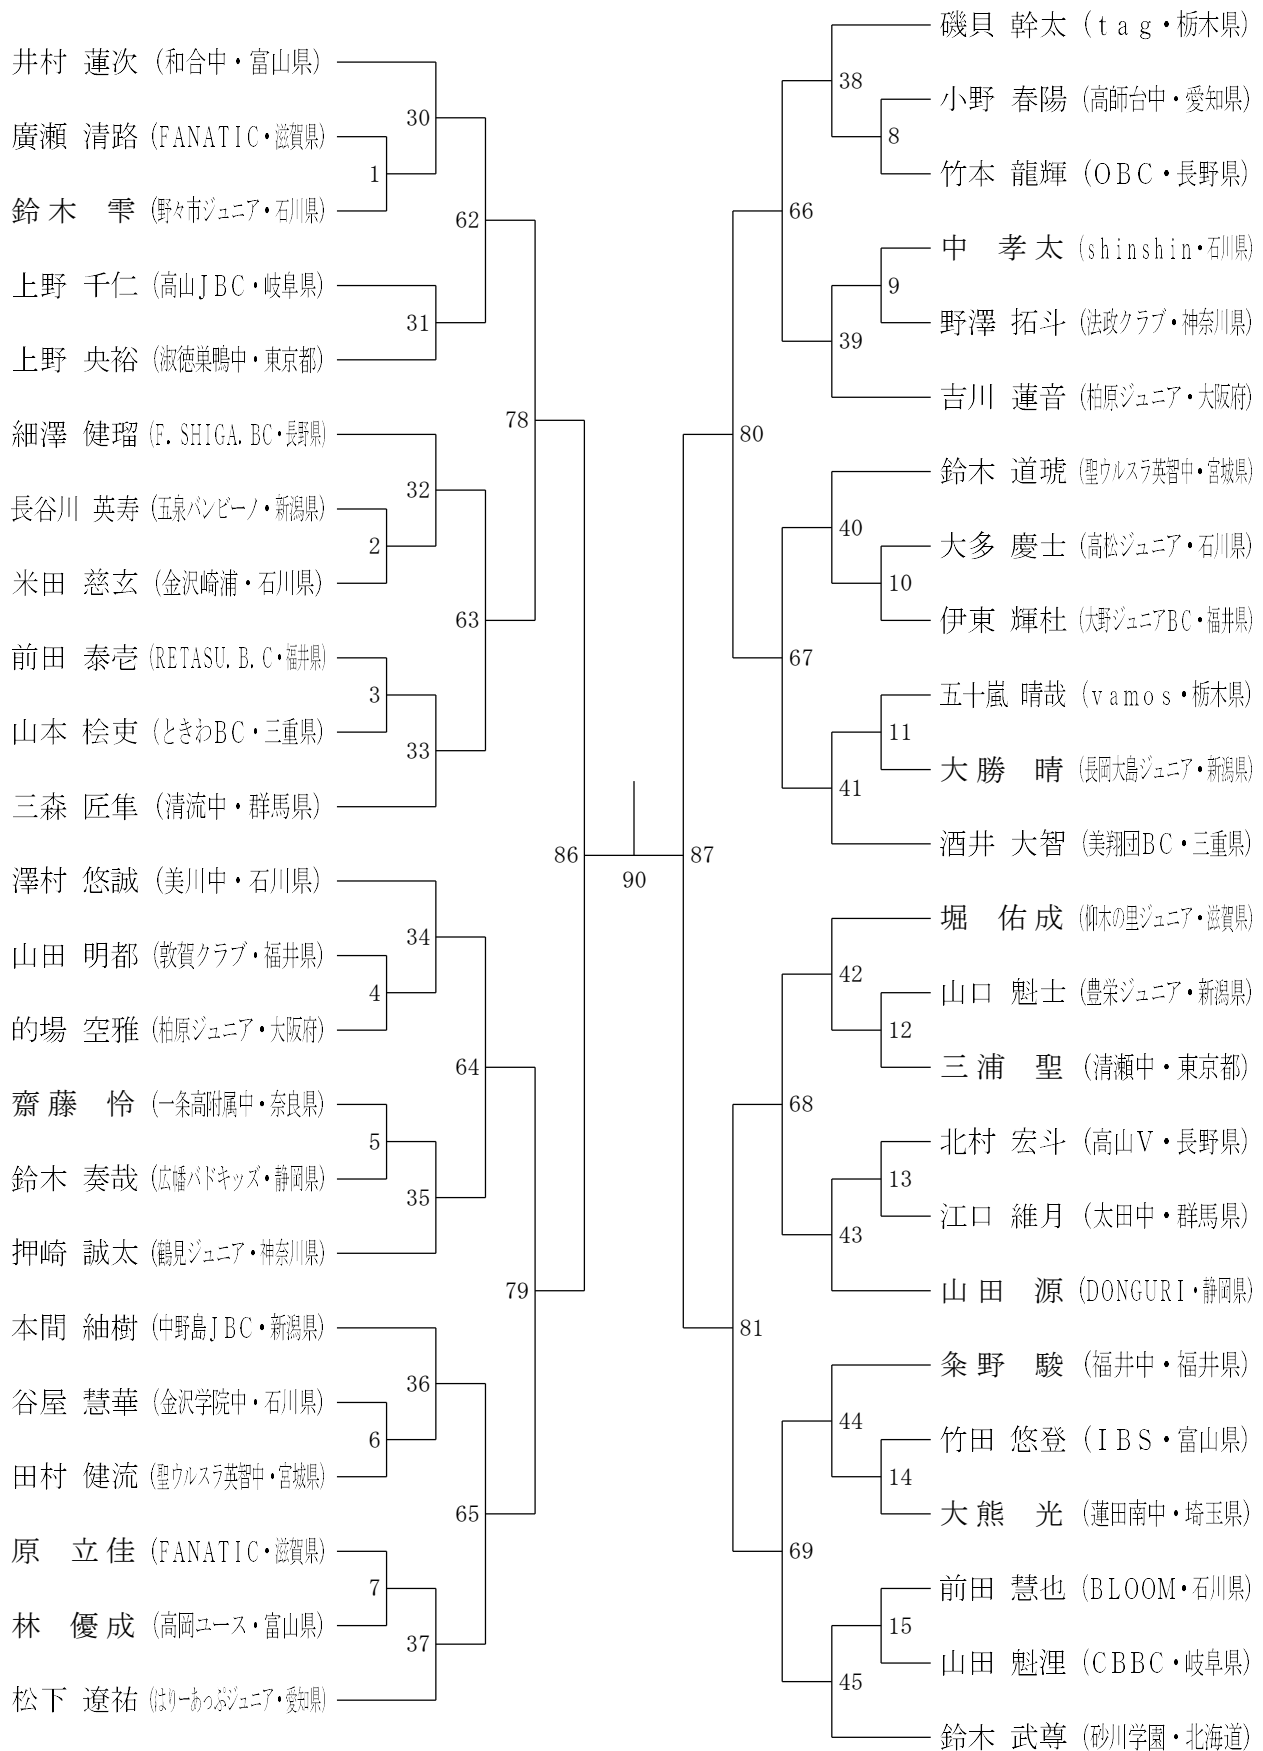 井村 蓮次 (和合中・富山県)
廣瀬 清路 (FANATIC・滋賀県)
鈴木 雫 (野々市ジュニア・石川県)
上野 千仁 (高山JBC・岐阜県)
上野 央裕 (淑徳巣鴨中・東京都)
細澤 健瑠 (F.SHIGA.BC・長野県)
長谷川 英寿 (五泉バンビーノ・新潟県)
米田 慈玄 (金沢崎浦・石川県)
前田 泰壱 (RETASU.B.C・福井県)
山本 桧吏 (ときわBC・三重県)
三森 匠隼 (清流中・群馬県)
澤村 悠誠 (美川中・石川県)
山田 明都 (敦賀クラブ・福井県)
的場 空雅 (柏原ジュニア・大阪府)
齋藤 怜 (一条高附属中・奈良県)
鈴木 奏哉 (広幡バドキッズ・静岡県)
押崎 誠太 (鶴見ジュニア・神奈川県)
本間 紬樹 (中野島JBC・新潟県)
谷屋 慧華 (金沢学院中・石川県)
田村 健流 (聖ウルスラ英智中・宮城県)
原 立佳 (FANATIC・滋賀県)
林 優成 (高岡ユース・富山県)
松下 遼祐 (はりーあっぷジュニア・愛知県)
1
2
3
4
5
6
7
30
31
32
33
34
35
36
37
62
63
64
65
78
79
86
90
87
80
81
66
67
68
69
38
39
40
41
42
43
44
45
8
9
10
11
12
13
14
15
磯貝 幹太 (tag・栃木県)
小野 春陽 (高師台中・愛知県)
竹本 龍輝 (OBC・長野県)
中 孝太 (shinshin・石川県)
野澤 拓斗 (法政クラブ・神奈川県)
吉川 蓮音 (柏原ジュニア・大阪府)
鈴木 道琥 (聖ウルスラ英智中・宮城県)
大多 慶士 (高松ジュニア・石川県)
伊東 輝杜 (大野ジュニアBC・福井県)
五十嵐 晴哉 (vamos・栃木県)
大勝 晴 (長岡大島ジュニア・新潟県)
酒井 大智 (美翔団BC・三重県)
堀 佑成 (仰木の里ジュニア・滋賀県)
山口 魁士 (豊栄ジュニア・新潟県)
三浦 聖 (清瀬中・東京都)
北村 宏斗 (高山V・長野県)
江口 維月 (太田中・群馬県)
山田 源 (DONGURI・静岡県)
粂野 駿 (福井中・福井県)
竹田 悠登 (IBS・富山県)
大熊 光 (蓮田南中・埼玉県)
前田 慧也 (BLOOM・石川県)
山田 魁浬 (CBBC・岐阜県)
鈴木 武尊 (砂川学園・北海道)